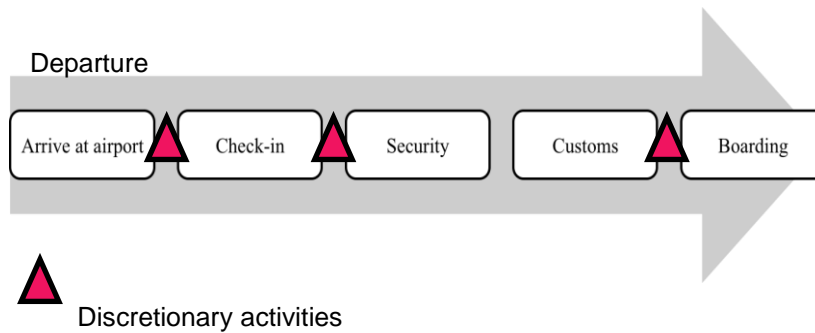 Departure
Arrive at airport
Check-in
Security
Customs
Boarding
Discretionary activities